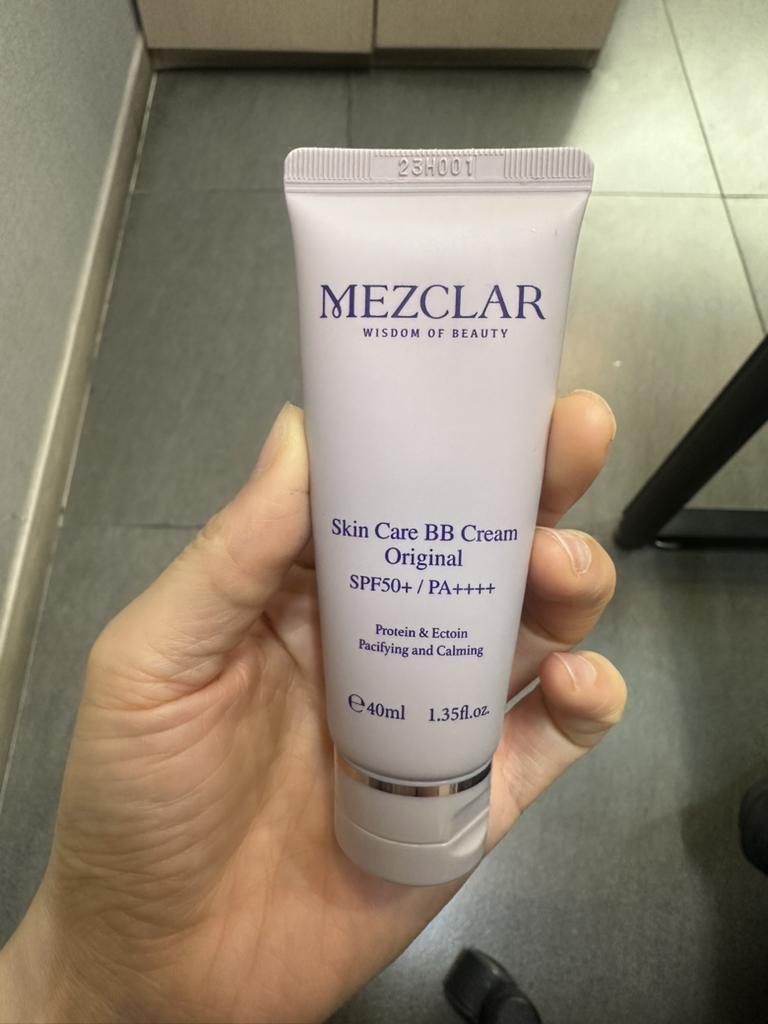 23H001
MEZCLAR
WISDOM OF BEAUTY
Skin Care BB Cream
Original
SPF50+ / PA++++
Protein & Ectoin
Pacifying and Calming
℮40ml 1.35fl.oz.